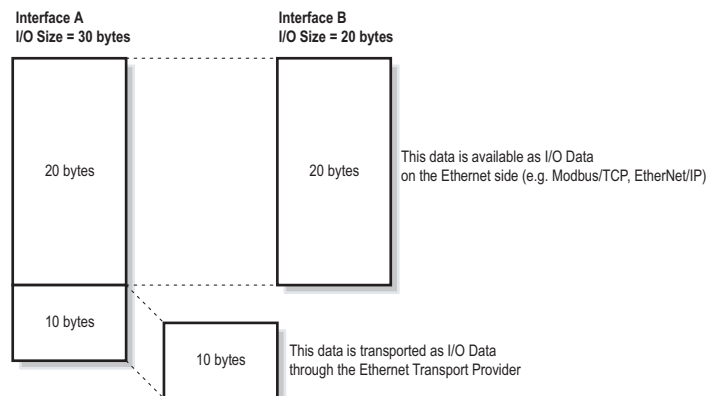 Interface A
I/O Size = 30 bytes
Interface B
I/O Size = 20 bytes
20 bytes
20 bytes
This data is available as I/O Data
on the Ethernet side (e.g. Modbus/TCP, EtherNet/IP)
10 bytes
10 bytes
This data is transported as I/O Data
through the Ethernet Transport Provider